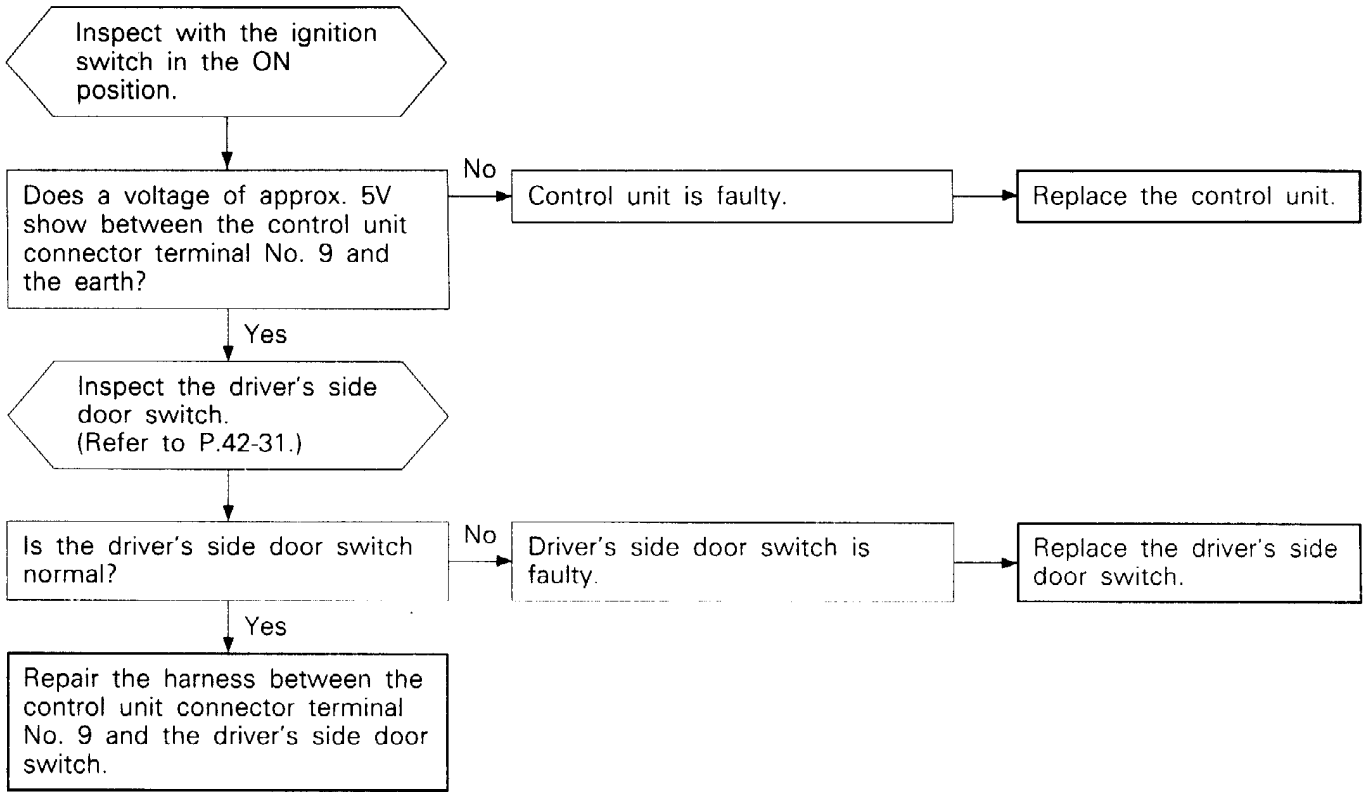 Inspect with the ignition
switch in the ON
position.
No
Does a voltage of approx. 5V
show between the control unit
connector terminal No. 9 and
the earth?
Control unit is faulty.
Replace the control unit.
Yes
Inspect the driver's side
door switch.
(Refer to P.42-31.)
Is the driver's side door switch
normal?
No
Driver's side door switch is
faulty.
Replace the driver's side
door switch.
Yes
Repair the harness between the
control unit connector terminal
No. 9 and the driver's side door
switch.